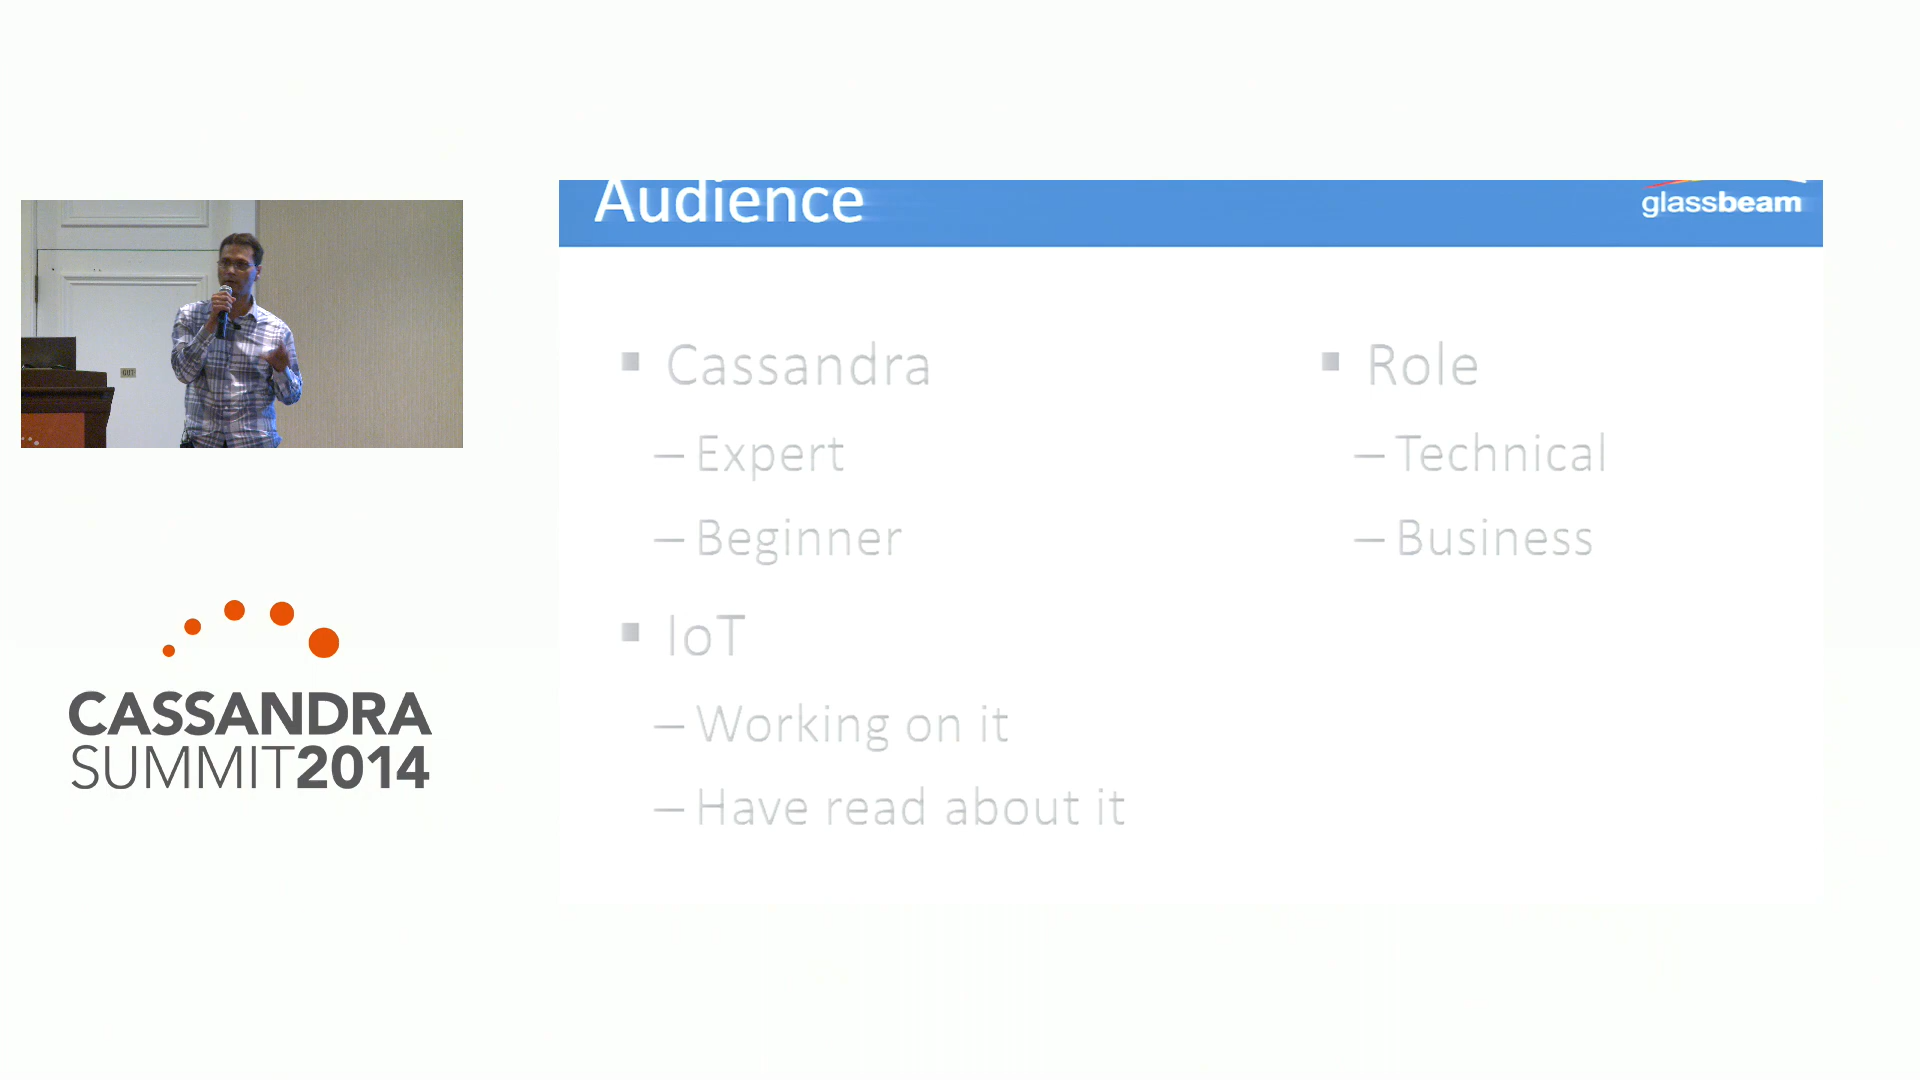 Audience
glassbeam
▪ Cassandra
– Expert
– Beginner
▪ IoT
– Working on it
– Have read about it
▪ Role
– Technical
– Business
CASSANDRA
SUMMIT2014